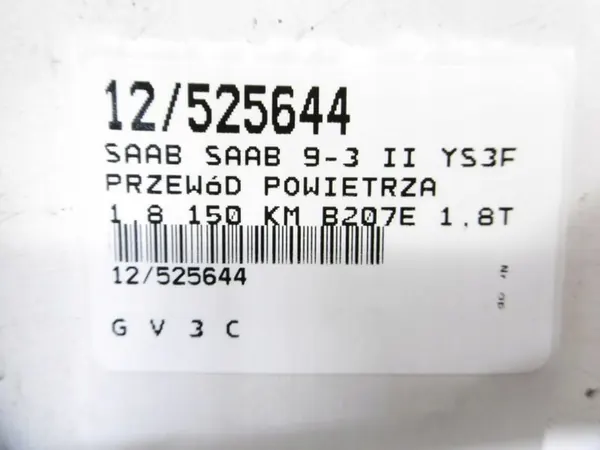 12/525644
SAAB SAAB 9-3 II YS3F
PRZEWóD POWIETRZA
1.8 150 KM B207E 1.8T
12/525644
G V 3 C